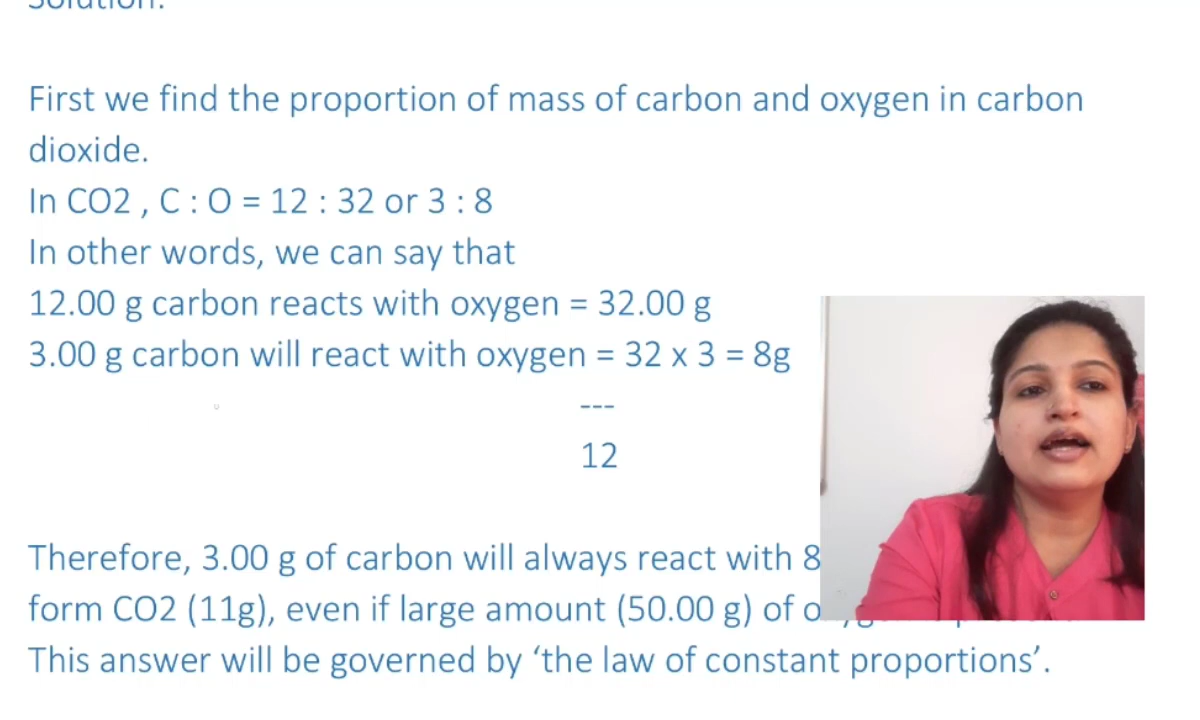 Solution:
First we find the proportion of mass of carbon and oxygen in carbon
dioxide.
In CO2 , C : O = 12 : 32 or 3 : 8
In other words, we can say that
12.00 g carbon reacts with oxygen = 32.00 g
3.00 g carbon will react with oxygen = 32 x 3 = 8g
---
12
Therefore, 3.00 g of carbon will always react with 8
form CO2 (11g), even if large amount (50.00 g) of
This answer will be governed by ‘the law of constant proportions’.